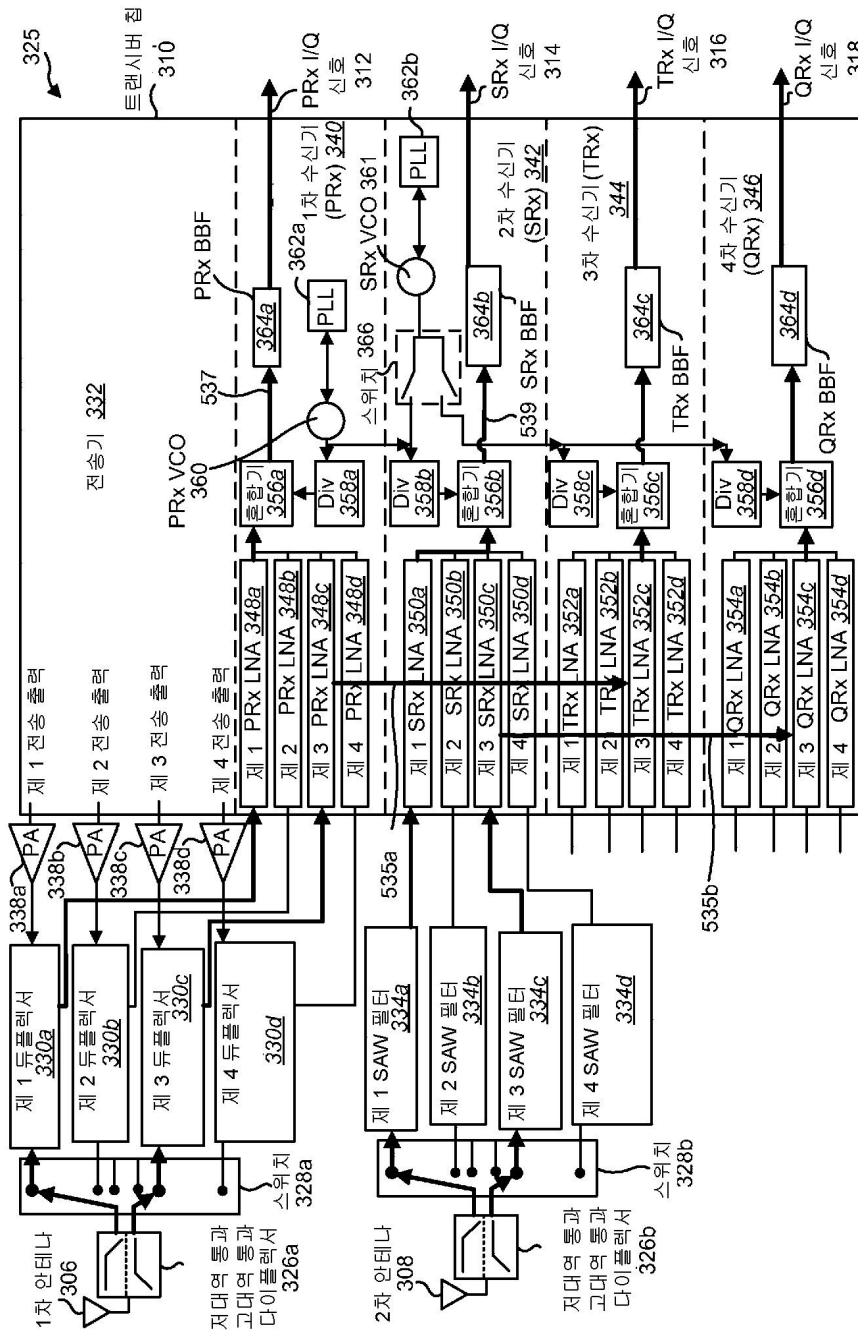 325
트랜시버 칩
310
전송기 332
제 1 전송 출력
제 2 전송 출력
제 3 전송 출력
제 4 전송 출력
PA
338a
PA
338b
PA
338c
PA
338d
1차 안테나
306
저대역 통과
고대역 통과
다이플렉서
326a
스위치
328a
제 1 듀플렉서
330a
제 2 듀플렉서
330b
제 3 듀플렉서
330c
제 4 듀플렉서
330d
제 1 PRx LNA 348a
제 2 PRx LNA 348b
제 3 PRx LNA 348c
제 4 PRx LNA 348d
혼합기
356a
Div
358a
PRx VCO
360
537
PRx BBF
364a
PLL
362a
1차 수신기
(PRx) 340
PRx I/Q
신호
312
2차 안테나
308
저대역 통과
고대역 통과
다이플렉서
326b
스위치
328b
제 1 SAW 필터
334a
제 2 SAW 필터
334b
제 3 SAW 필터
334c
제 4 SAW 필터
334d
535a
535b
제 1 SRx LNA 350a
제 2 SRx LNA 350b
제 3 SRx LNA 350c
제 4 SRx LNA 350d
Div
358b
혼합기
356b
스위치 366
SRx VCO 361
PLL
362b
539
364b
SRx BBF
2차 수신기
(SRx) 342
SRx I/Q
신호
314
제 1 TRx LNA 352a
제 2 TRx LNA 352b
제 3 TRx LNA 352c
제 4 TRx LNA 352d
Div
358c
혼합기
356c
364c
TRx BBF
3차 수신기 (TRx)
344
TRx I/Q
신호
316
제 1 QRx LNA 354a
제 2 QRx LNA 354b
제 3 QRx LNA 354c
제 4 QRx LNA 354d
Div
358d
혼합기
356d
364d
QRx BBF
4차 수신기
(QRx) 346
QRx I/Q
신호
318